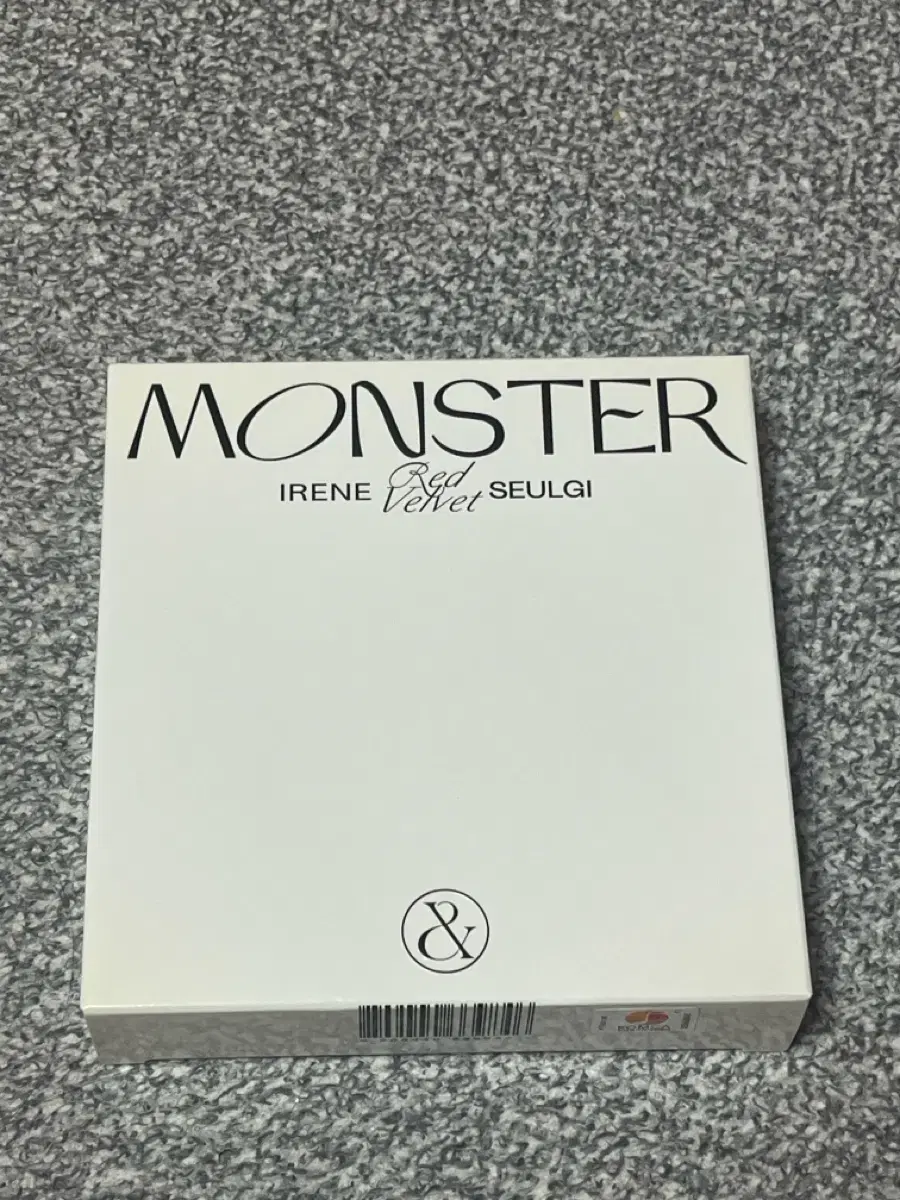 MONSTER
IRENE Red Velvet SEULGI
&